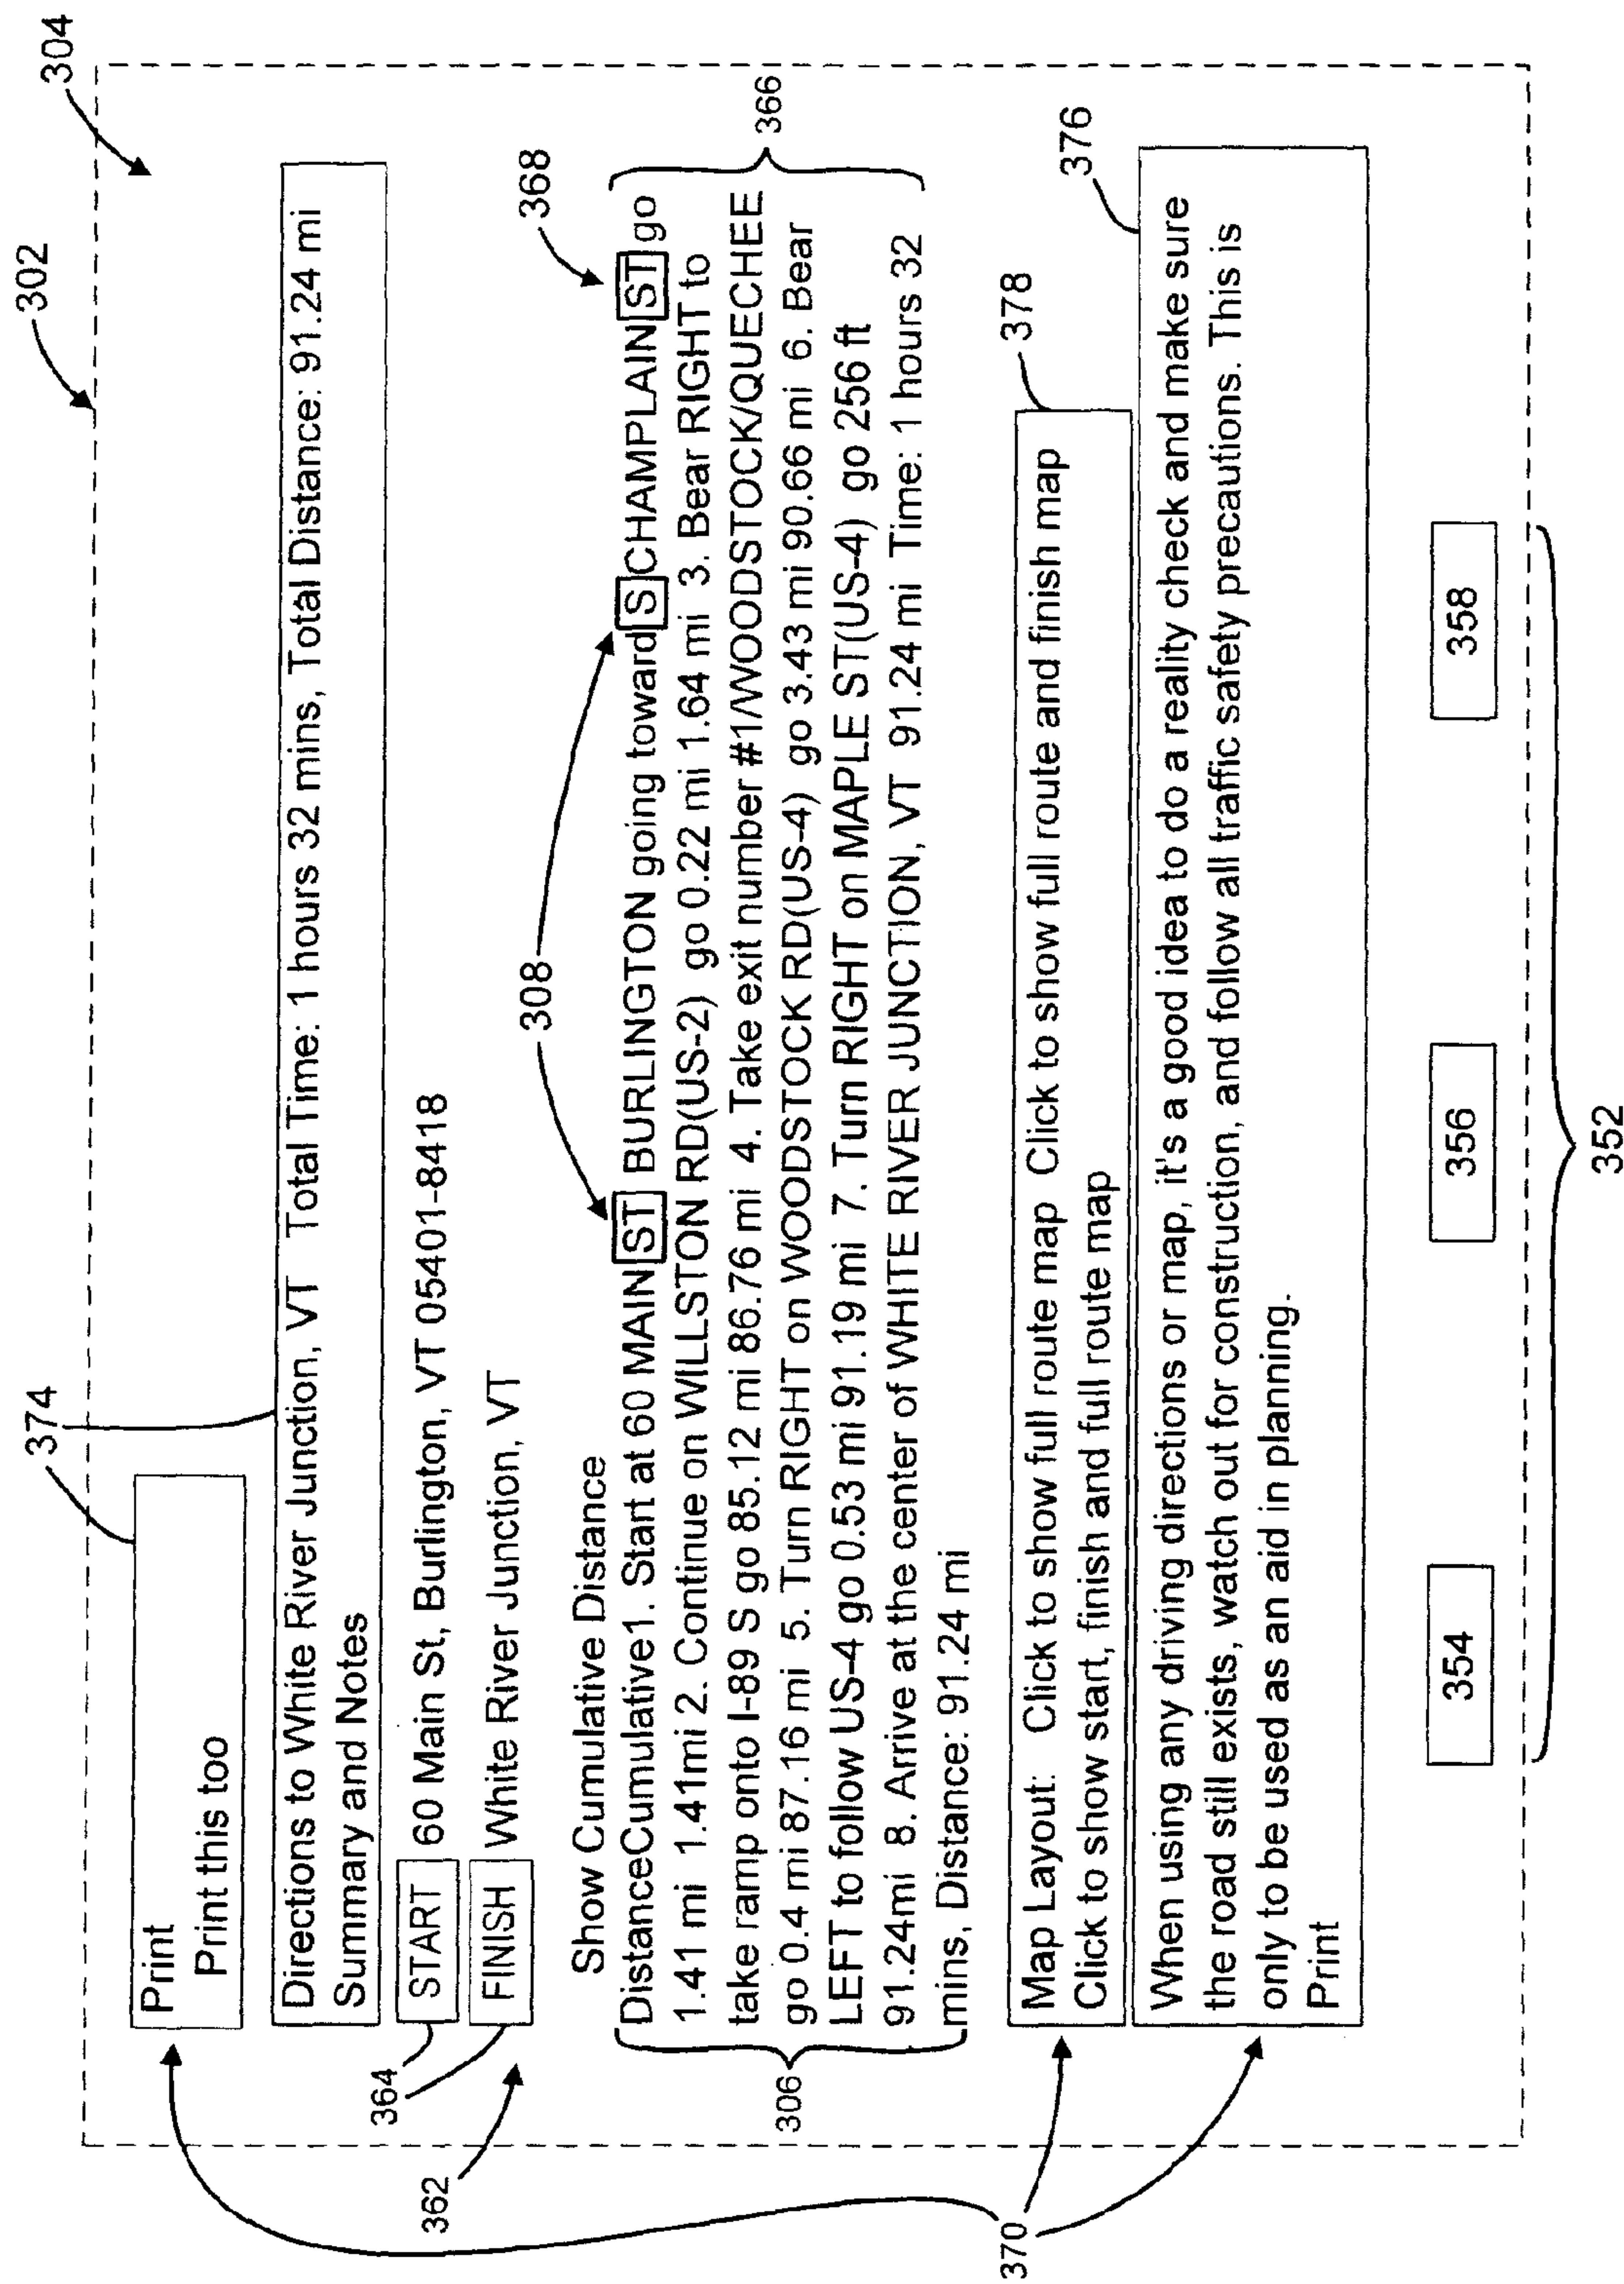 302
304
374
Print
Print this too
Directions to White River Junction, VT Total Time: 1 hours 32 mins, Total Distance: 91.24 mi
Summary and Notes
364
START 60 Main St, Burlington, VT 05401-8418
FINISH White River Junction, VT
362
308
368
Show Cumulative Distance
DistanceCumulative1. Start at 60 MAIN ST BURLINGTON going toward S CHAMPLAIN ST go
1.41 mi 1.41mi 2. Continue on WILLSTON RD(US-2) go 0.22 mi 1.64 mi 3. Bear RIGHT to
take ramp onto I-89 S go 85.12 mi 86.76 mi 4. Take exit number #1/WOODSTOCK/QUECHEE
go 0.4 mi 87.16 mi 5. Turn RIGHT on WOODSTOCK RD(US-4) go 3.43 mi 90.66 mi 6. Bear
LEFT to follow US-4 go 0.53 mi 91.19 mi 7. Turn RIGHT on MAPLE ST(US-4) go 256 ft
91.24mi 8. Arrive at the center of WHITE RIVER JUNCTION, VT 91.24 mi Time: 1 hours 32
mins, Distance: 91.24 mi
306
366
378
376
370
Map Layout: Click to show full route map Click to show full route and finish map
Click to show start, finish and full route map
When using any driving directions or map, it's a good idea to do a reality check and make sure
the road still exists, watch out for construction, and follow all traffic safety precautions. This is
only to be used as an aid in planning.
Print
354
356
358
352